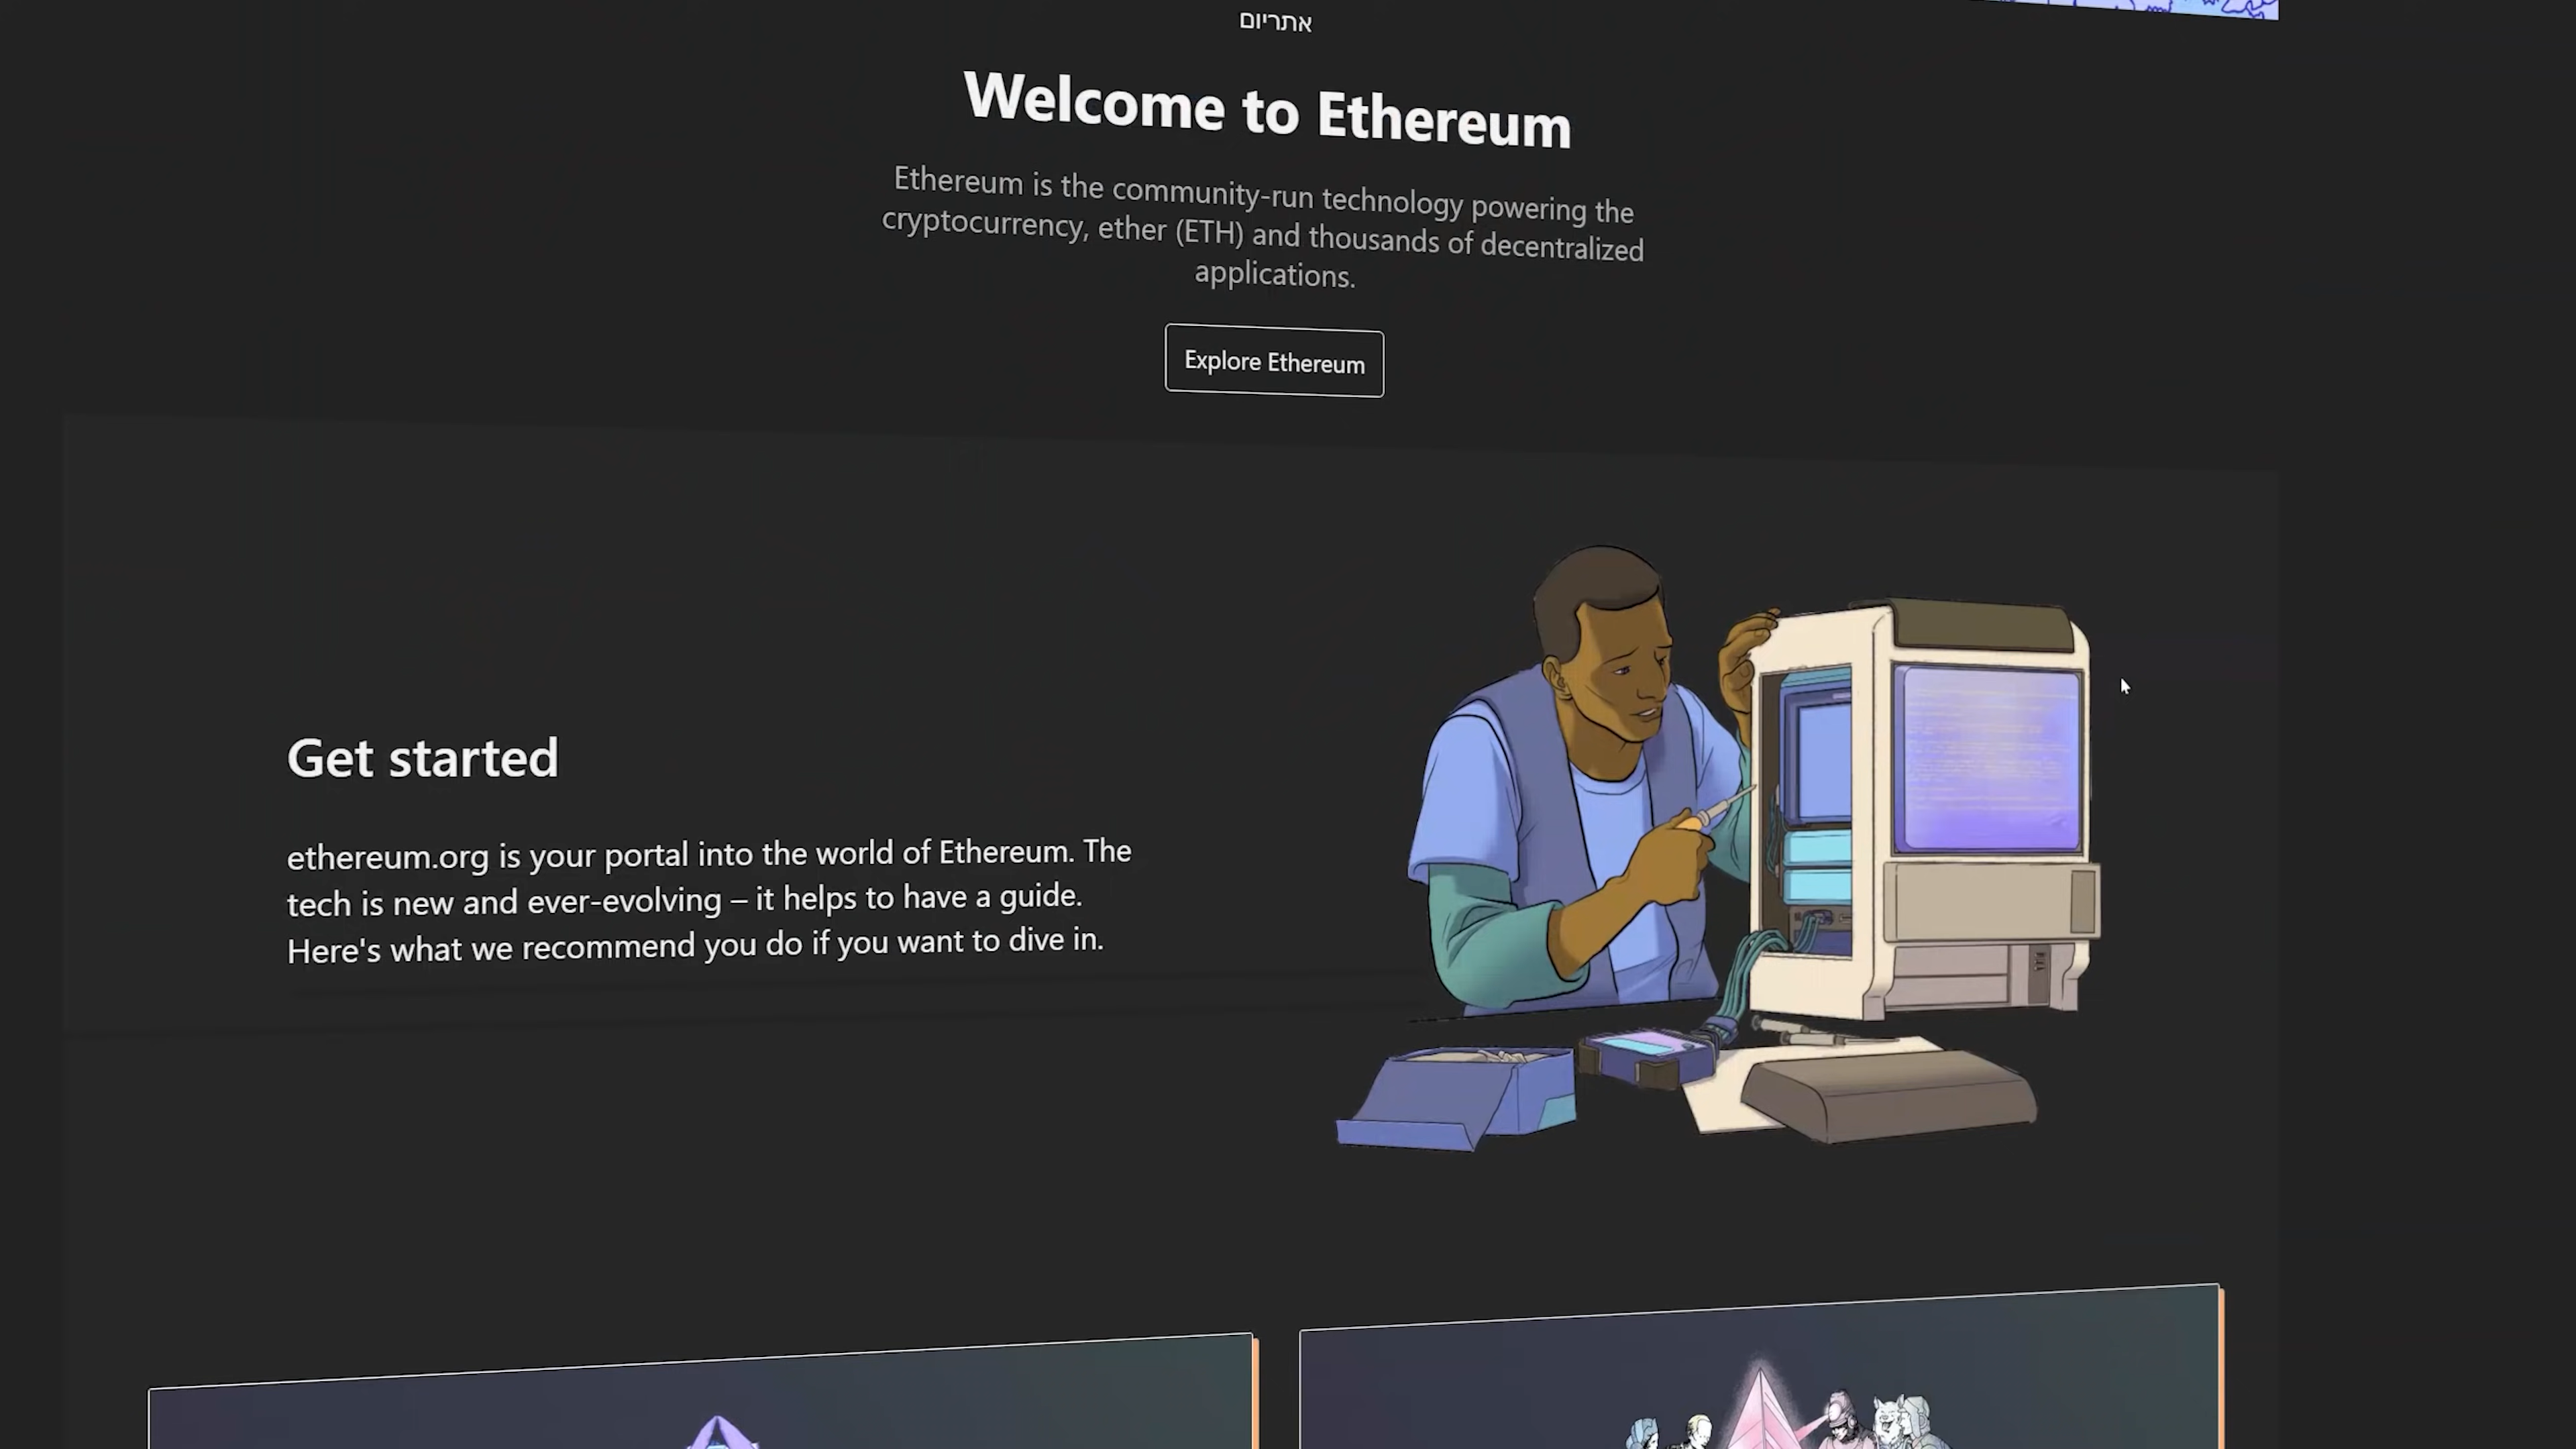 אתריום
Welcome to Ethereum
Ethereum is the community-run technology powering the
cryptocurrency, ether (ETH) and thousands of decentralized
applications.
Explore Ethereum
Get started
ethereum.org is your portal into the world of Ethereum. The
tech is new and ever-evolving – it helps to have a guide.
Here's what we recommend you do if you want to dive in.